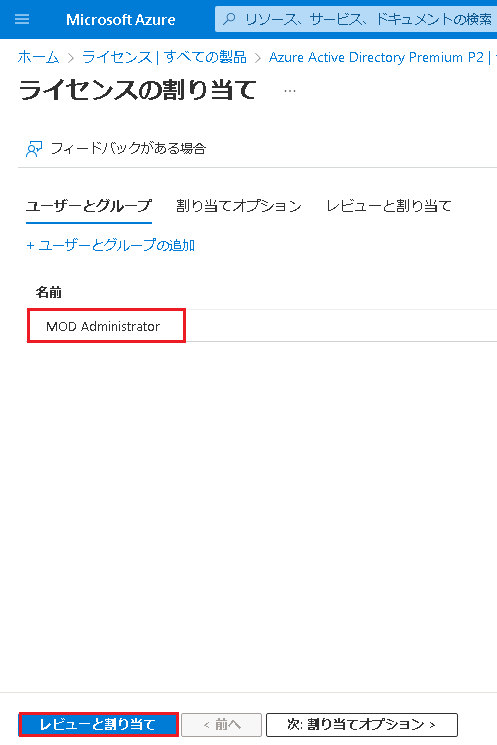 Microsoft Azure
リソース、サービス、ドキュメントの検索
ホーム > ライセンス | すべての製品 > Azure Active Directory Premium P2 |
ライセンスの割り当て ...
フィードバックがある場合
ユーザーとグループ 割り当てオプション レビューと割り当て
+ ユーザーとグループの追加
名前
MOD Administrator
レビューと割り当て < 前へ 次: 割り当てオプション >